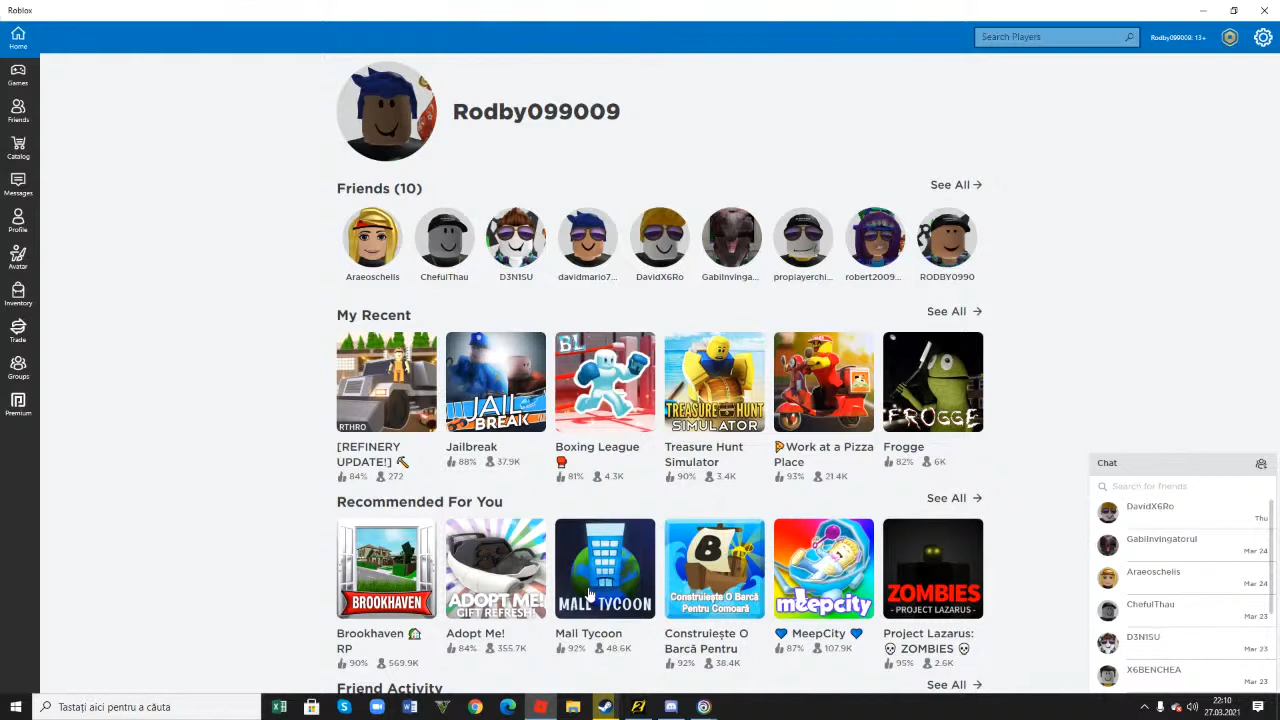 Roblox
Home
Search Players
Rodby099009: 13+
Games
Friends
Catalog
Messages
Profile
Avatar
Inventory
Trade
Groups
Premium
Rodby099009
Friends (10)
See All
Araeoschells
ChefulThau
D3N1SU
davidmario7...
DavidX6Ro
GabiInvinga...
proplayerchi...
robert2009...
RODBY0990
My Recent
See All
RTHRO
JAIL
BREAK
BL
TREASURE HUNT
SIMULATOR
FROGGE
[REFINERY
UPDATE!]
84% 272
Jailbreak
88% 37.9K
Boxing League
81% 4.3K
Treasure Hunt
Simulator
90% 3.4K
Work at a Pizza
Place
93% 21.4K
Frogge
82% 6K
Recommended For You
See All
BROOKHAVEN
ADOPT ME!
GIFT REFRESH!
MALL TYCOON
B
Construiește O Barcă
Pentru Comoară
meepcity
ZOMBIES
- PROJECT LAZARUS -
Brookhaven
RP
90% 569.9K
Adopt Me!
84% 355.7K
Mall Tycoon
92% 48.6K
Construiește O
Barcă Pentru
92% 38.4K
MeepCity
87% 107.9K
Project Lazarus:
ZOMBIES
95% 2.6K
Friend Activity
See All
Chat
Search for friends
DavidX6Ro
Thu
GabiInvingatorul
Mar 24
Araeoschells
Mar 24
ChefulThau
Mar 23
D3N1SU
Mar 23
X6BENCHEA
Mar 23
Tastați aici pentru a căuta
22:10
27.03.2021